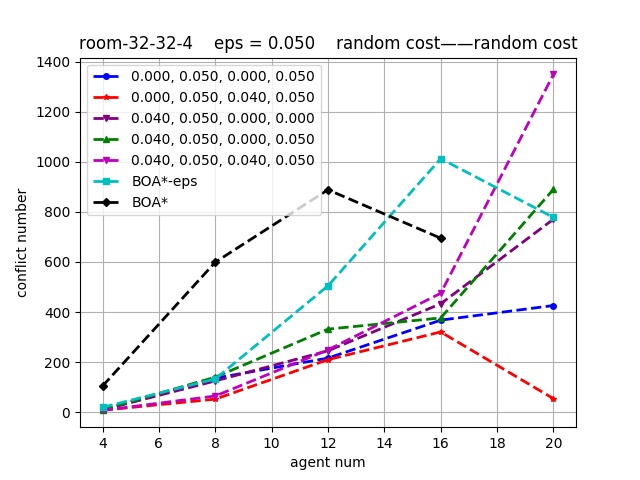 room-32-32-4    eps = 0.050    random cost——random cost
1400
1200
1000
800
600
400
200
0
conflict number
0.000, 0.050, 0.000, 0.050
0.000, 0.050, 0.040, 0.050
0.040, 0.050, 0.000, 0.000
0.040, 0.050, 0.000, 0.050
0.040, 0.050, 0.040, 0.050
BOA*-eps
BOA*
4 6 8 10 12 14 16 18 20
agent num